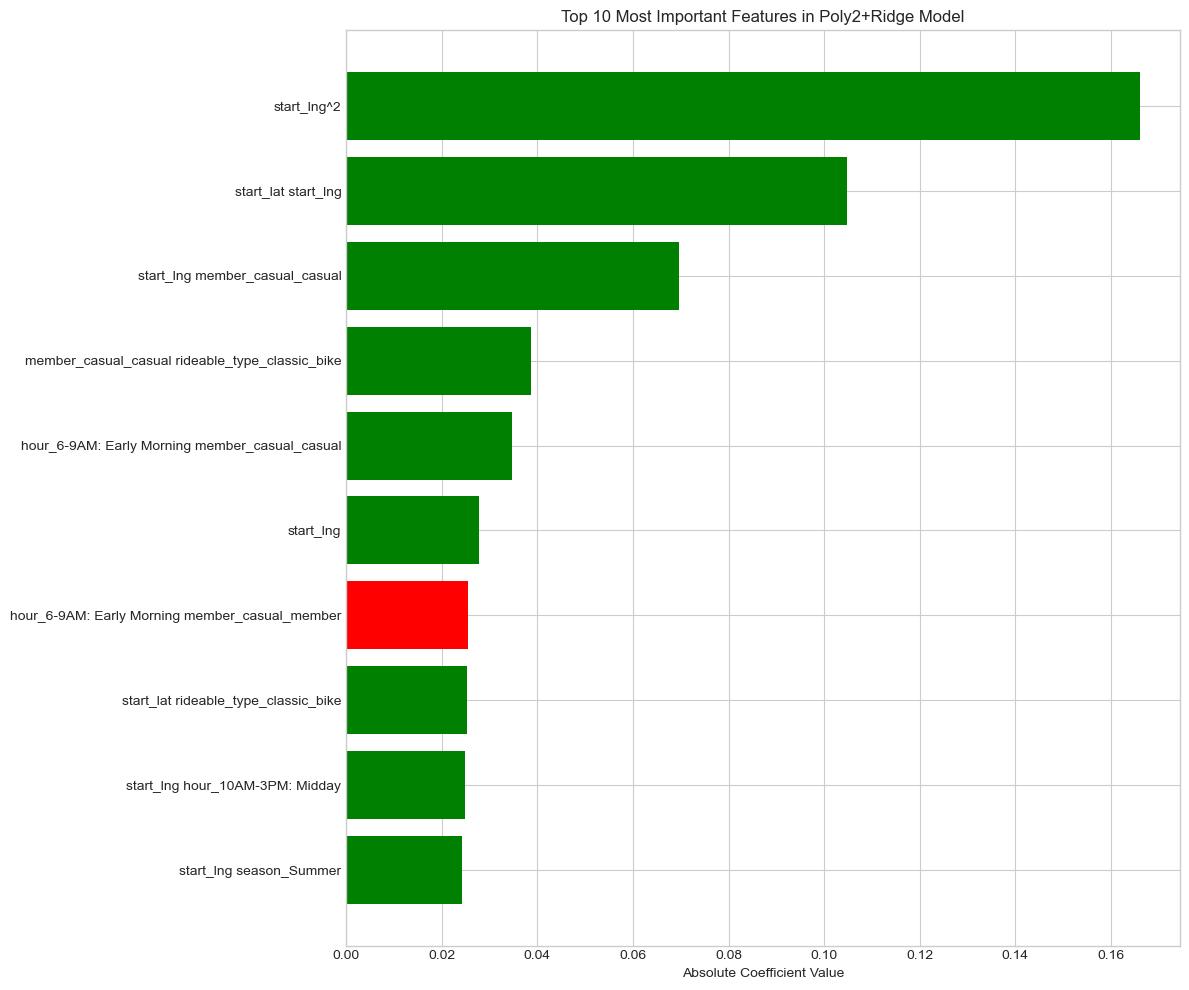 Top 10 Most Important Features in Poly2+Ridge Model
start_lng^2
start_lat start_lng
start_lng member_casual_casual
member_casual_casual rideable_type_classic_bike
hour_6-9AM: Early Morning member_casual_casual
start_lng
hour_6-9AM: Early Morning member_casual_member
start_lat rideable_type_classic_bike
start_lng hour_10AM-3PM: Midday
start_lng season_Summer
0.00 0.02 0.04 0.06 0.08 0.10 0.12 0.14 0.16
Absolute Coefficient Value